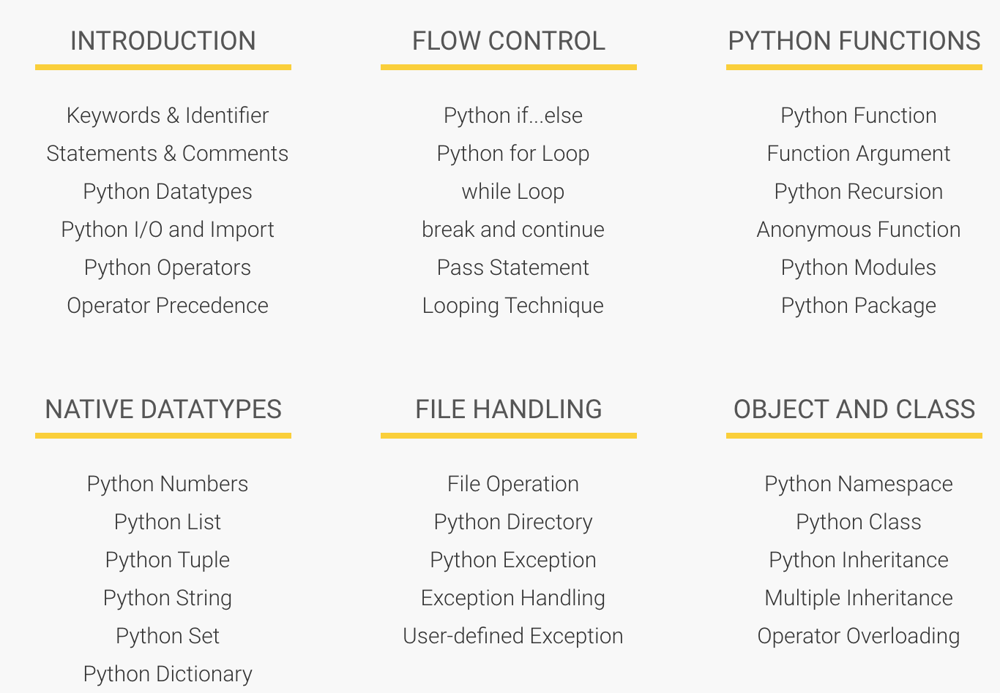 INTRODUCTION
Keywords & Identifier
Statements & Comments
Python Datatypes
Python I/O and Import
Python Operators
Operator Precedence
FLOW CONTROL
Python if...else
Python for Loop
while Loop
break and continue
Pass Statement
Looping Technique
PYTHON FUNCTIONS
Python Function
Function Argument
Python Recursion
Anonymous Function
Python Modules
Python Package
NATIVE DATATYPES
Python Numbers
Python List
Python Tuple
Python String
Python Set
Python Dictionary
FILE HANDLING
File Operation
Python Directory
Python Exception
Exception Handling
User-defined Exception
OBJECT AND CLASS
Python Namespace
Python Class
Python Inheritance
Multiple Inheritance
Operator Overloading